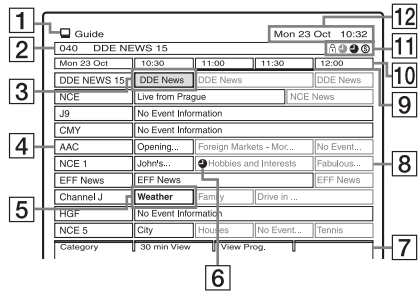 1 Guide Mon 23 Oct 10:32 12
2 040 DDE NEWS 15 $ 11
Mon 23 Oct 10:30 11:00 11:30 12:00 10
3 DDE NEWS 15 DDE News DDE News DDE News 9
NCE Live from Prague NCE News
J9 No Event Information
CMY No Event Information
4 AAC Opening... Foreign Markets - Mor... No Event...
NCE 1 John's... Hobbies and Interests Fabulous... 8
EFF News EFF News EFF News
5 Channel J Weather Family Drive in ...
HGF No Event Information
NCE 5 City Houses No Event... Tennis
Category 30 min View View Prog. 7
6